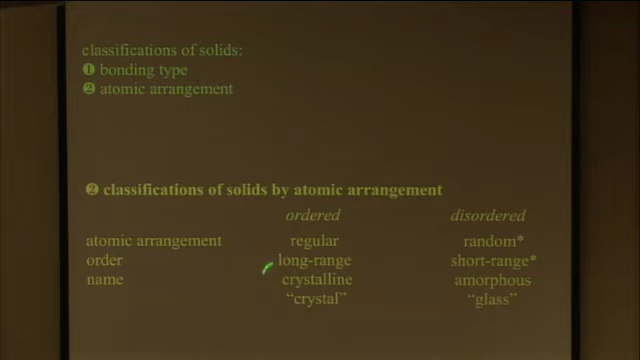 classifications of solids:
❶ bonding type
❷ atomic arrangement
❷ classifications of solids by atomic arrangement
ordered disordered
atomic arrangement regular random*
order long-range short-range*
name crystalline amorphous
"crystal" "glass"